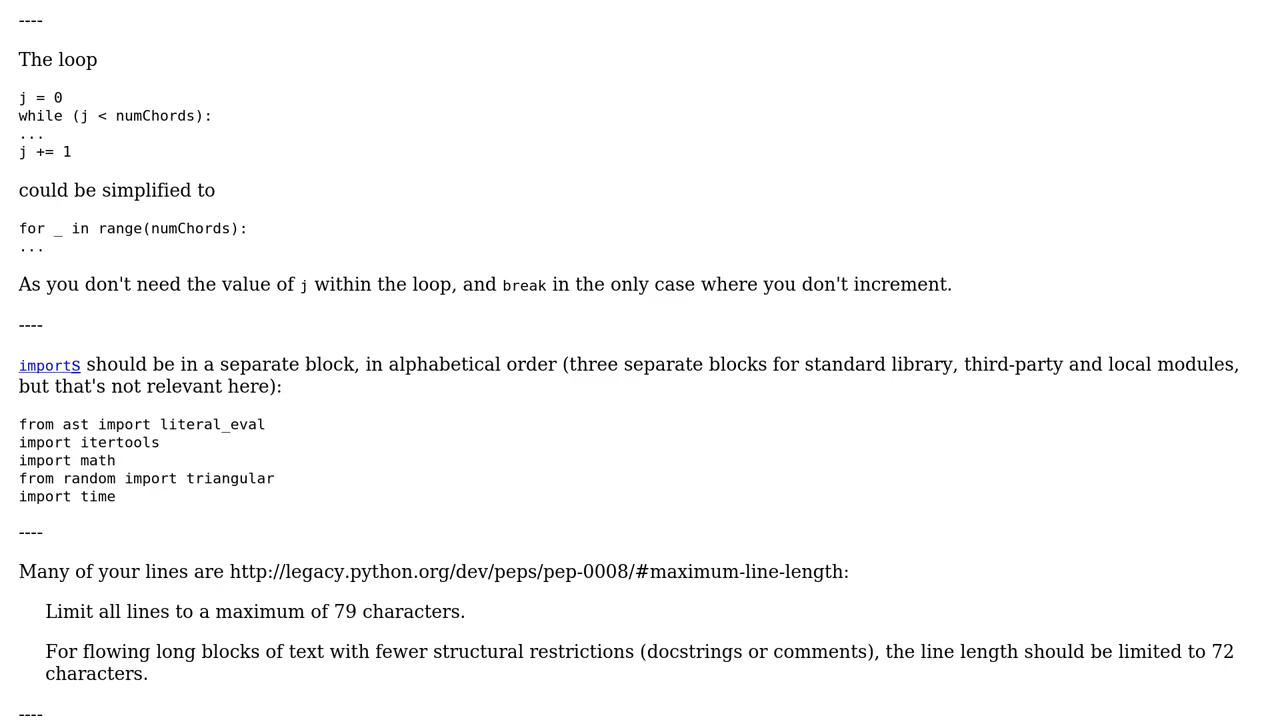 ----
The loop
j = 0
while (j < numChords):
...
j += 1
could be simplified to
for _ in range(numChords):
...
As you don't need the value of j within the loop, and break in the only case where you don't increment.
----
imports should be in a separate block, in alphabetical order (three separate blocks for standard library, third-party and local modules,
but that's not relevant here):
from ast import literal_eval
import itertools
import math
from random import triangular
import time
----
Many of your lines are http://legacy.python.org/dev/peps/pep-0008/#maximum-line-length:
Limit all lines to a maximum of 79 characters.
For flowing long blocks of text with fewer structural restrictions (docstrings or comments), the line length should be limited to 72
characters.
----